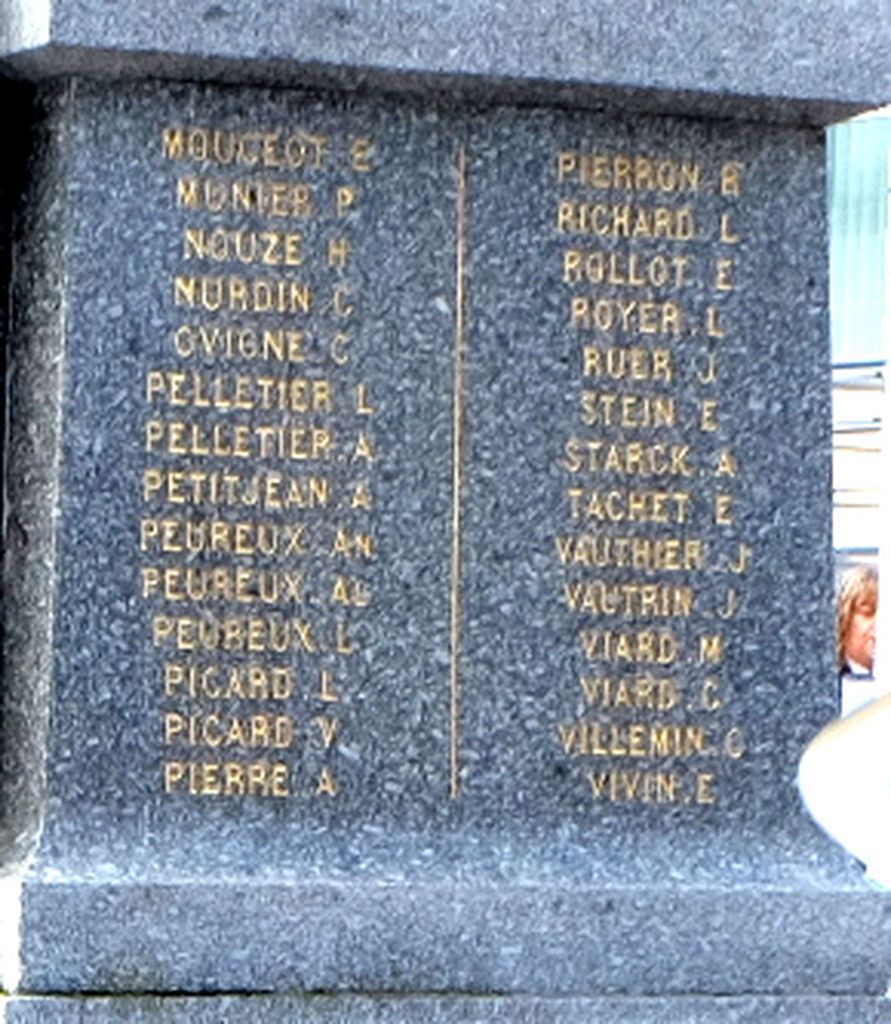 MOUGEOT E
MUNIER P
NOUZE H
NURDIN C
OVIGNE C
PELLETIER L
PELLETIER A
PETITJEAN A
PEUREUX AN
PEUREUX AL
PEUREUX L
PICARD L
PICARD V
PIERRE A
PIERRON R
RICHARD L
ROLLOT E
ROYER L
RUER J
STEIN E
STARCK A
TACHET E
VAUTHIER J
VAUTRIN J
VIARD M
VIARD C
VILLEMIN C
VIVIN E